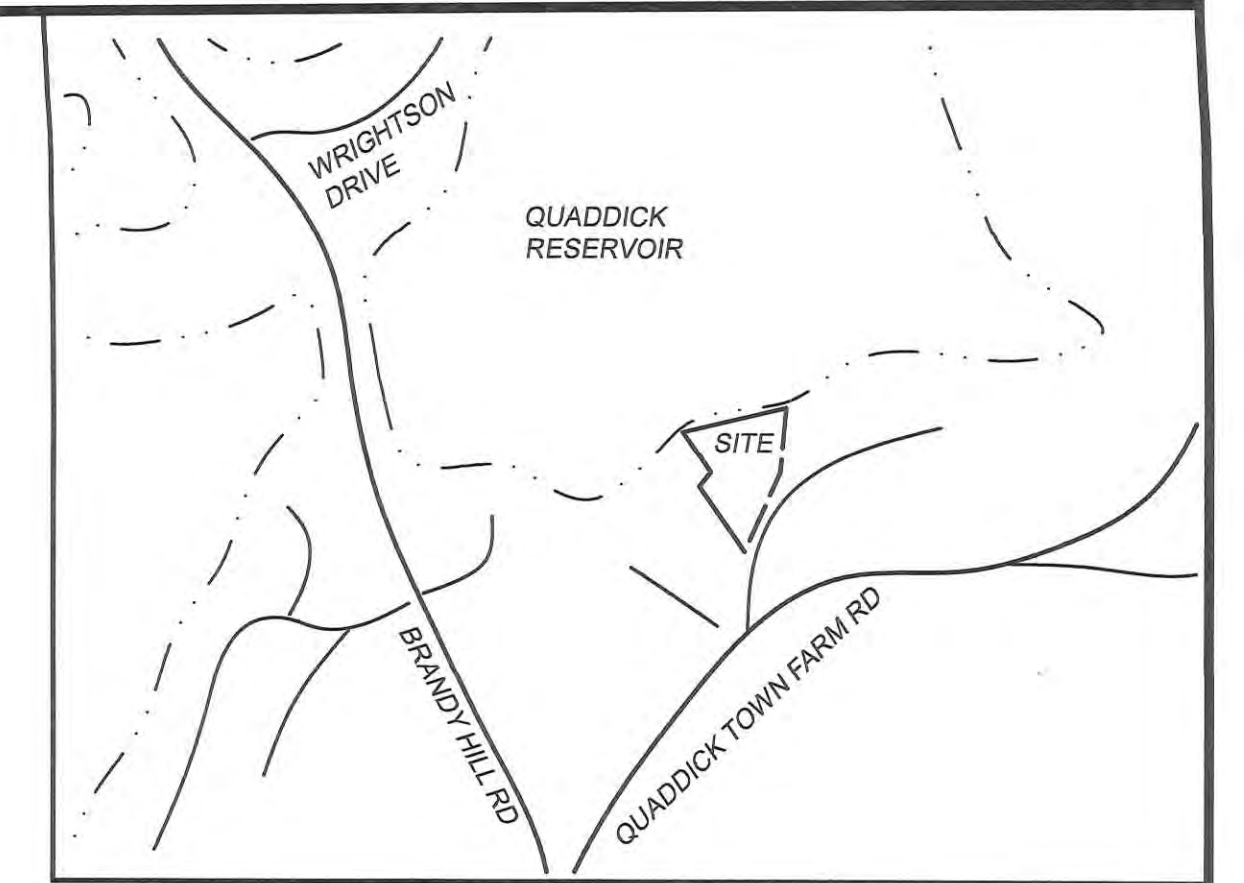 WRIGHTSON
DRIVE
QUADDICK
RESERVOIR
SITE
BRANDY HILL RD
QUADDICK TOWN FARM RD